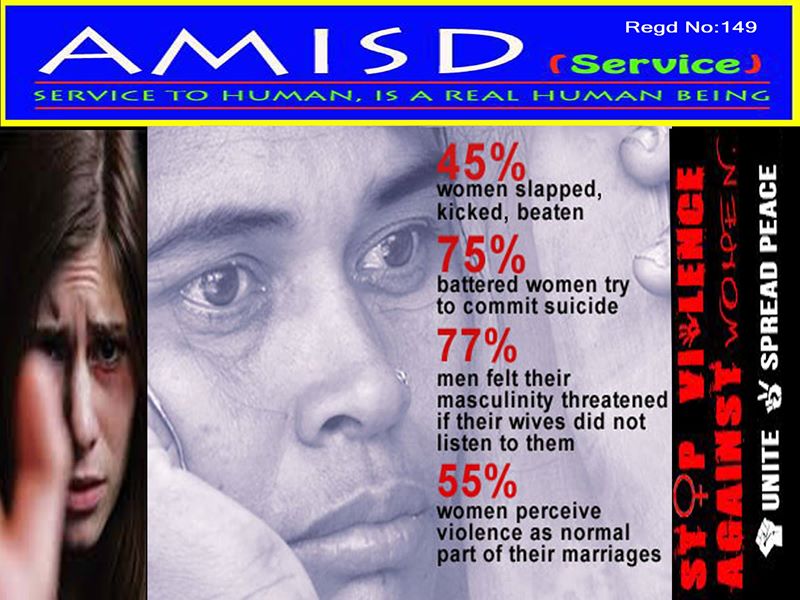 Regd No:149
AMISD
(Service)
SERVICE TO HUMAN, IS A REAL HUMAN BEING
45%
women slapped,
kicked, beaten
75%
battered women try
to commit suicide
77%
men felt their
masculinity threatened
if their wives did not
listen to them
55%
women perceive
violence as normal
part of their marriages
STOP VIOLENCE
AGAINST WOMEN.
UNITE SPREAD PEACE